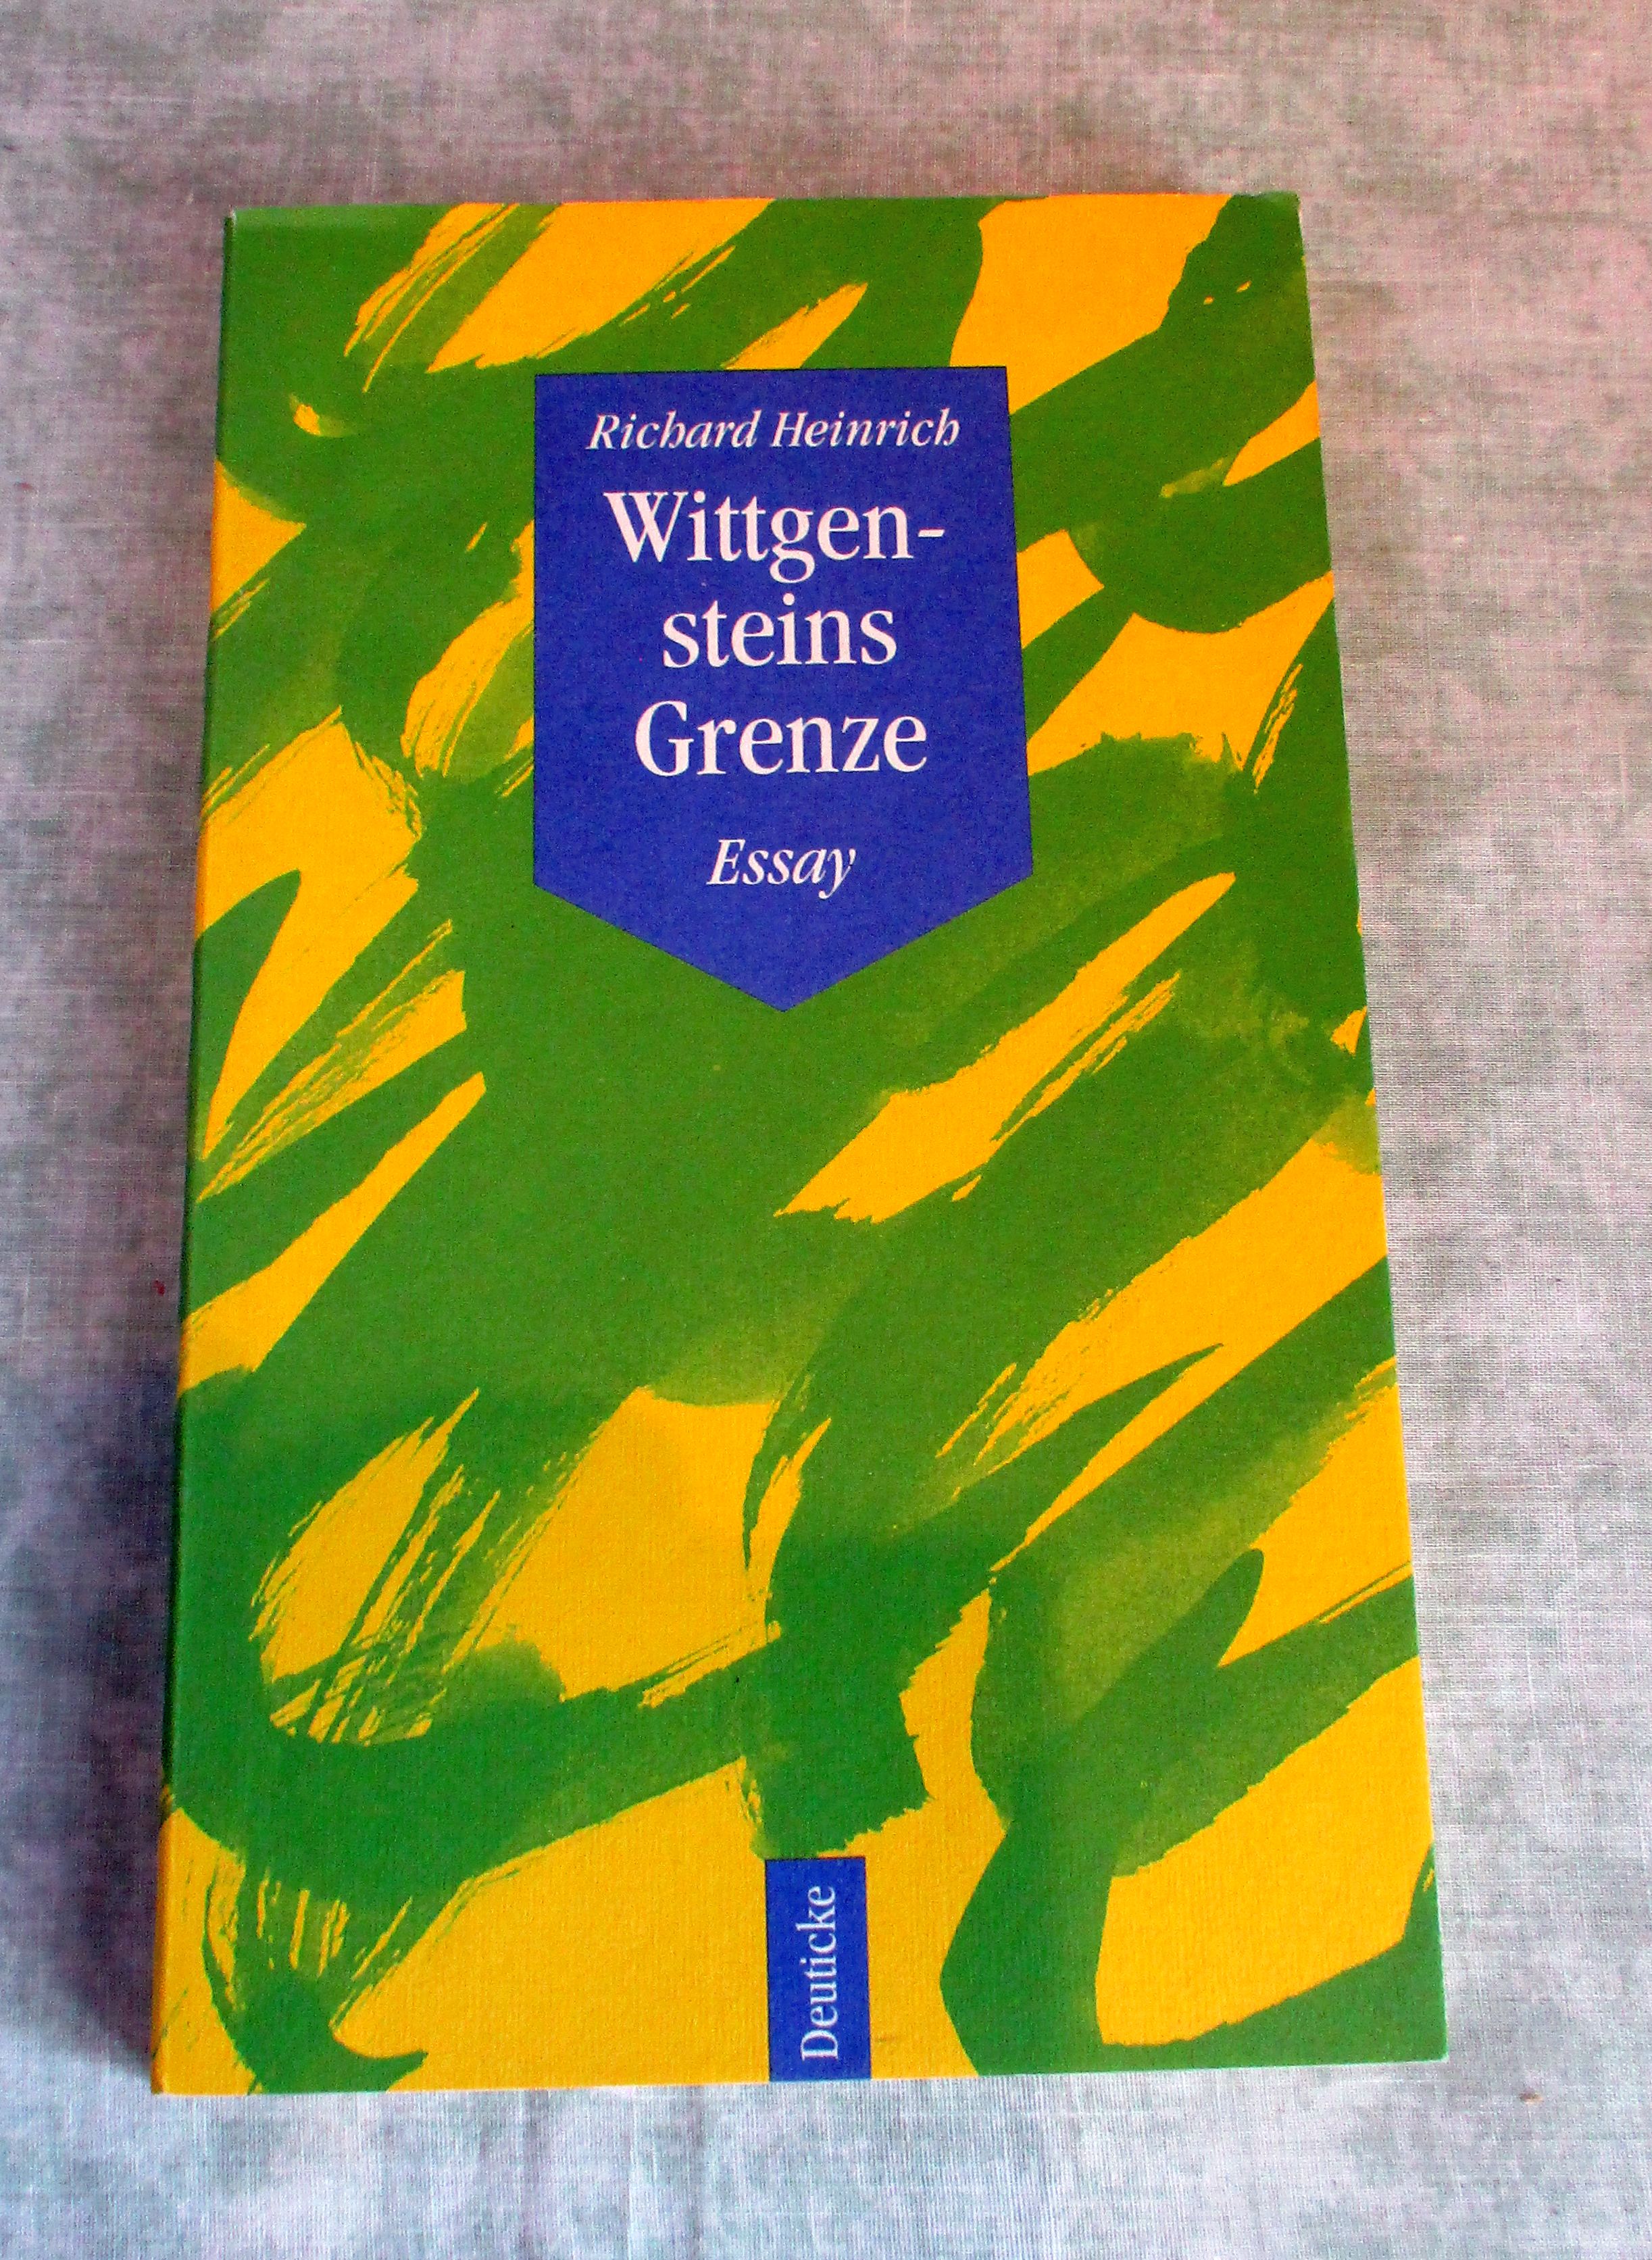 Richard Heinrich
Wittgen-
steins
Grenze
Essay
Deuticke